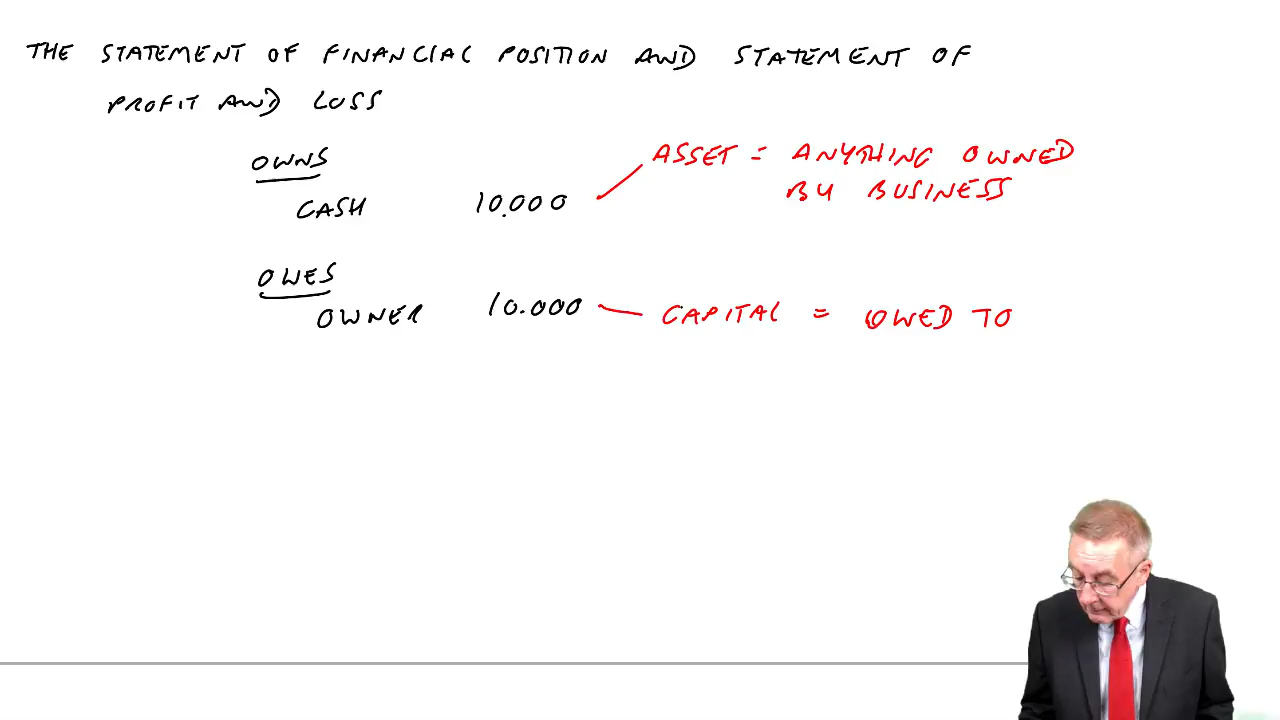 THE STATEMENT OF FINANCIAL POSITION AND STATEMENT OF
PROFIT AND LOSS
OWNS
CASH 10.000
ASSET = ANYTHING OWNED
BY BUSINESS
OWES
OWNER 10.000
CAPITAL = OWED TO